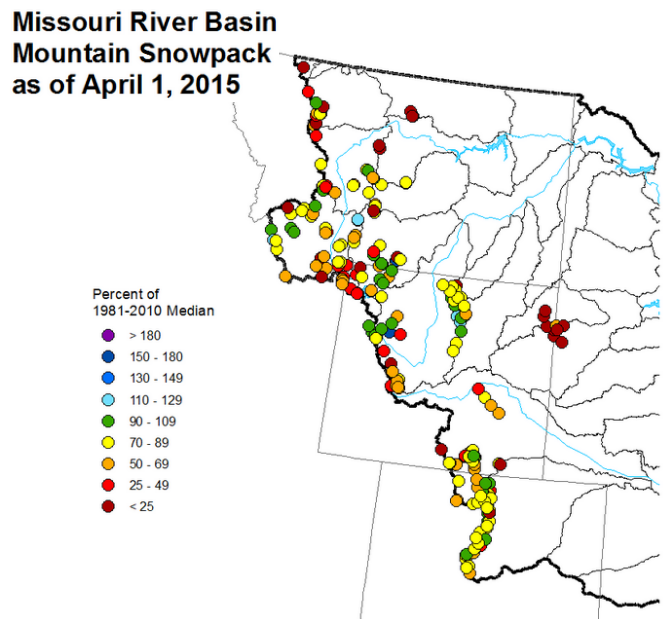 Missouri River Basin
Mountain Snowpack
as of April 1, 2015
Percent of
1981-2010 Median
> 180
150 - 180
130 - 149
110 - 129
90 - 109
70 - 89
50 - 69
25 - 49
< 25